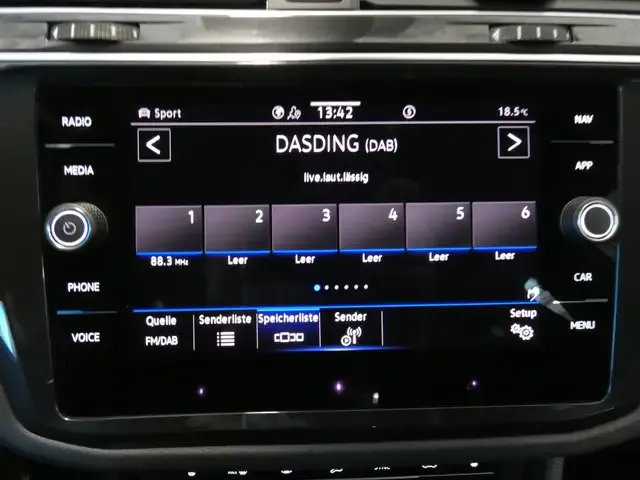 Sport 13:42 18.5°C
RADIO
NAV
DASDING (DAB)
MEDIA
APP
live.laut.lässig
1 2 3 4 5 6
88.3 MHz Leer Leer Leer Leer Leer
PHONE
CAR
Quelle Senderliste Speicherliste Sender Setup
FM/DAB
VOICE
MENU